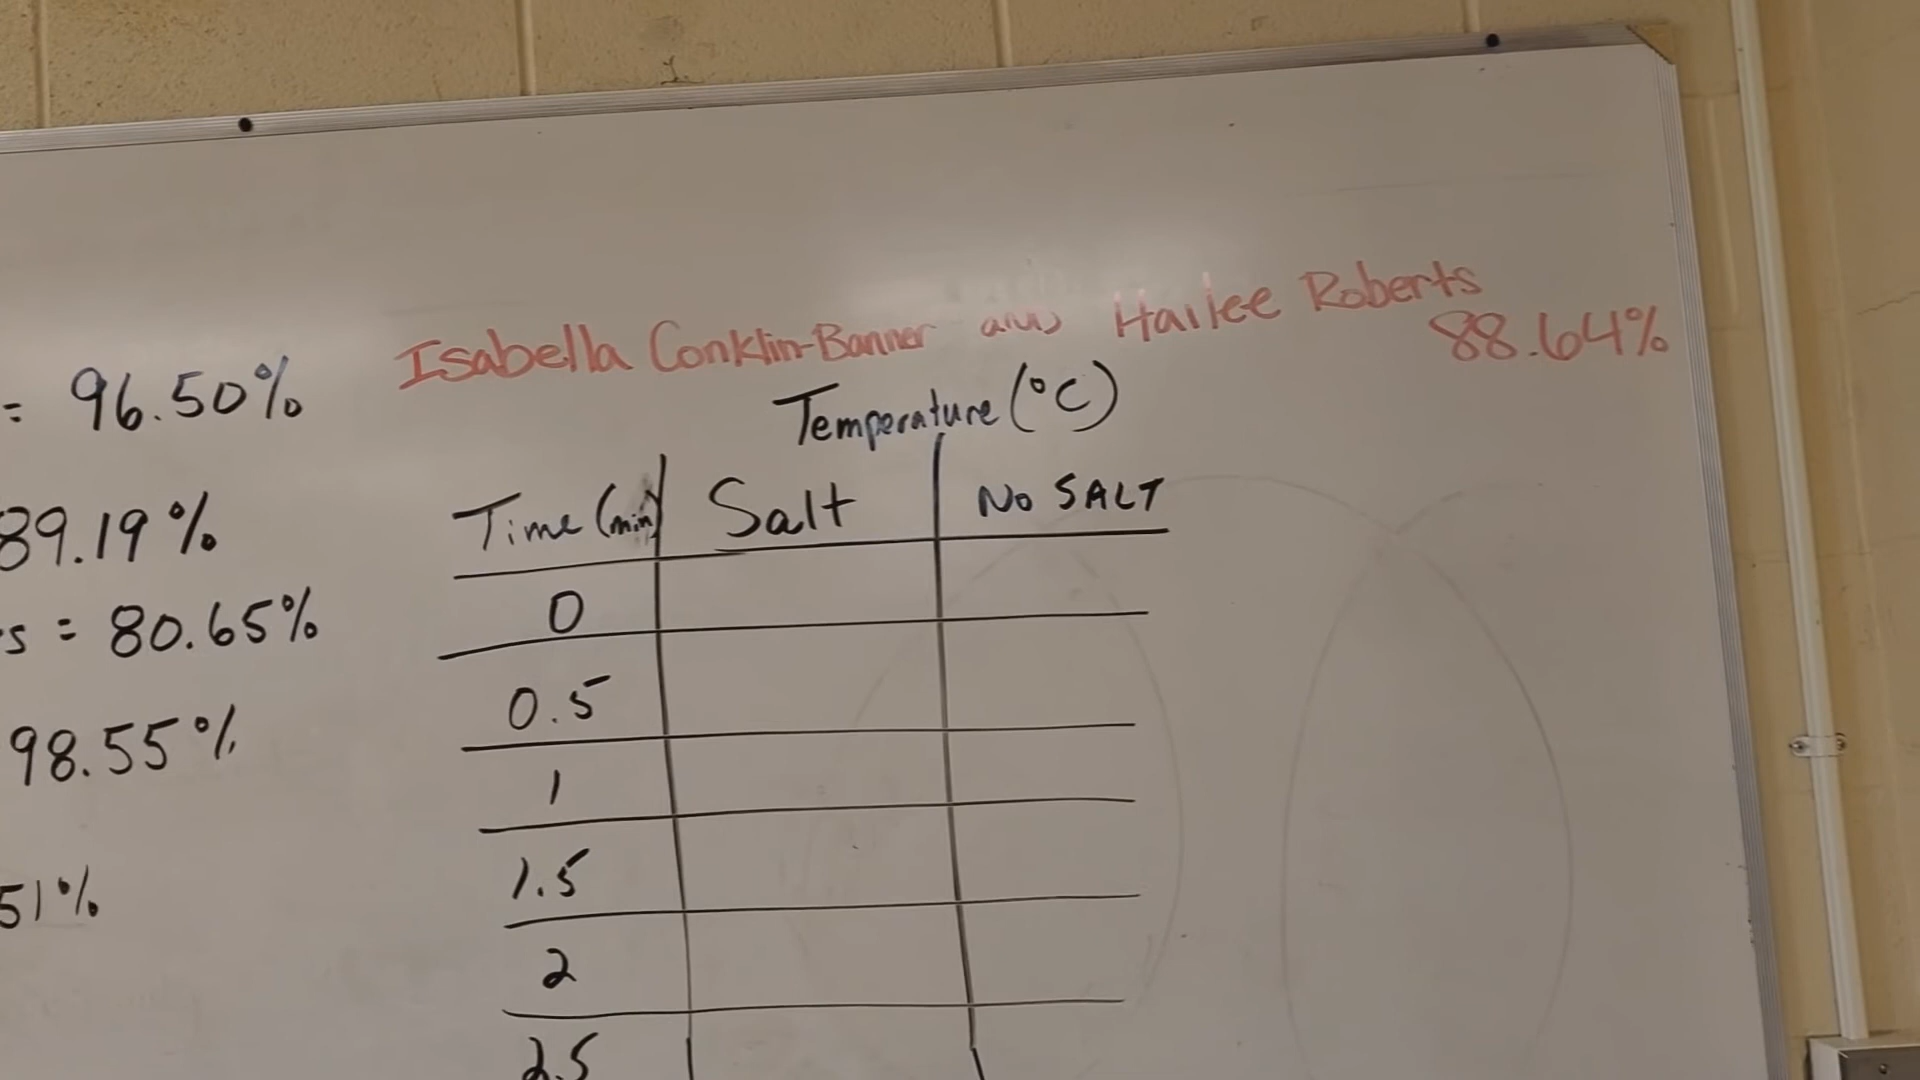 Isabella Conklin-Banner and Hailee Roberts
88.64%
= 96.50%
89.19%
s = 80.65%
98.55%
51%
Temperature (°C)
Time (min) Salt No SALT
0
0.5
1
1.5
2
2.5